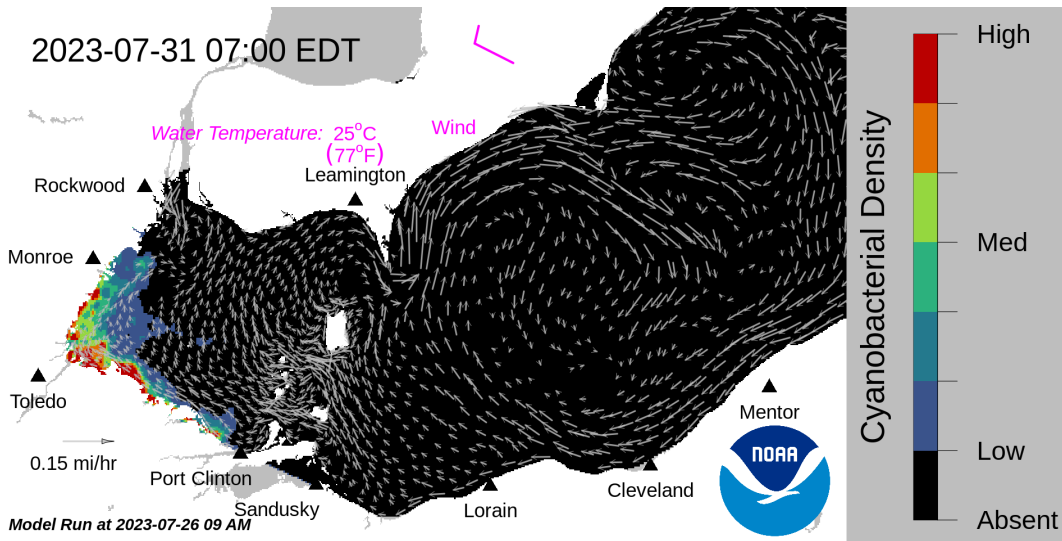 2023-07-31 07:00 EDT
Water Temperature: 25°C
(77°F)
Wind
Leamington
Rockwood
Monroe
Toledo
0.15 mi/hr
Port Clinton
Sandusky
Lorain
Cleveland
Mentor
NOAA
Model Run at 2023-07-26 09 AM
Cyanobacterial Density
High
Med
Low
Absent